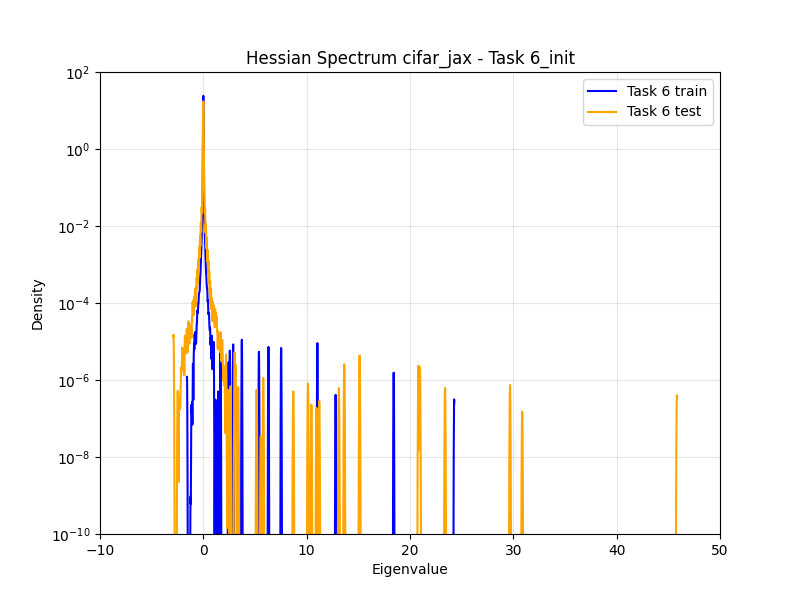 Hessian Spectrum cifar_jax - Task 6_init
Task 6 train
Task 6 test
Density
10^2
10^0
10^-2
10^-4
10^-6
10^-8
10^-10
-10
0
10
20
30
40
50
Eigenvalue